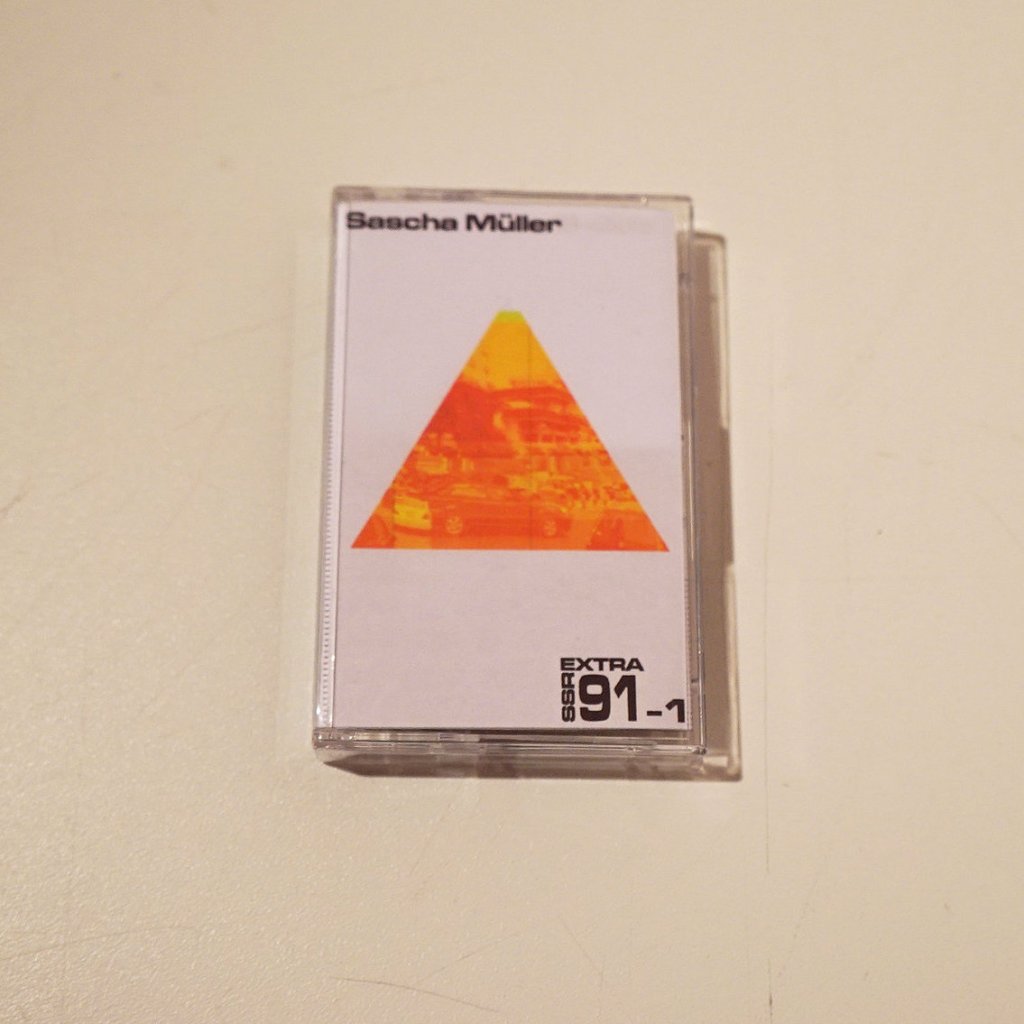 Sascha Müller
EXTRA
SSR
91-1